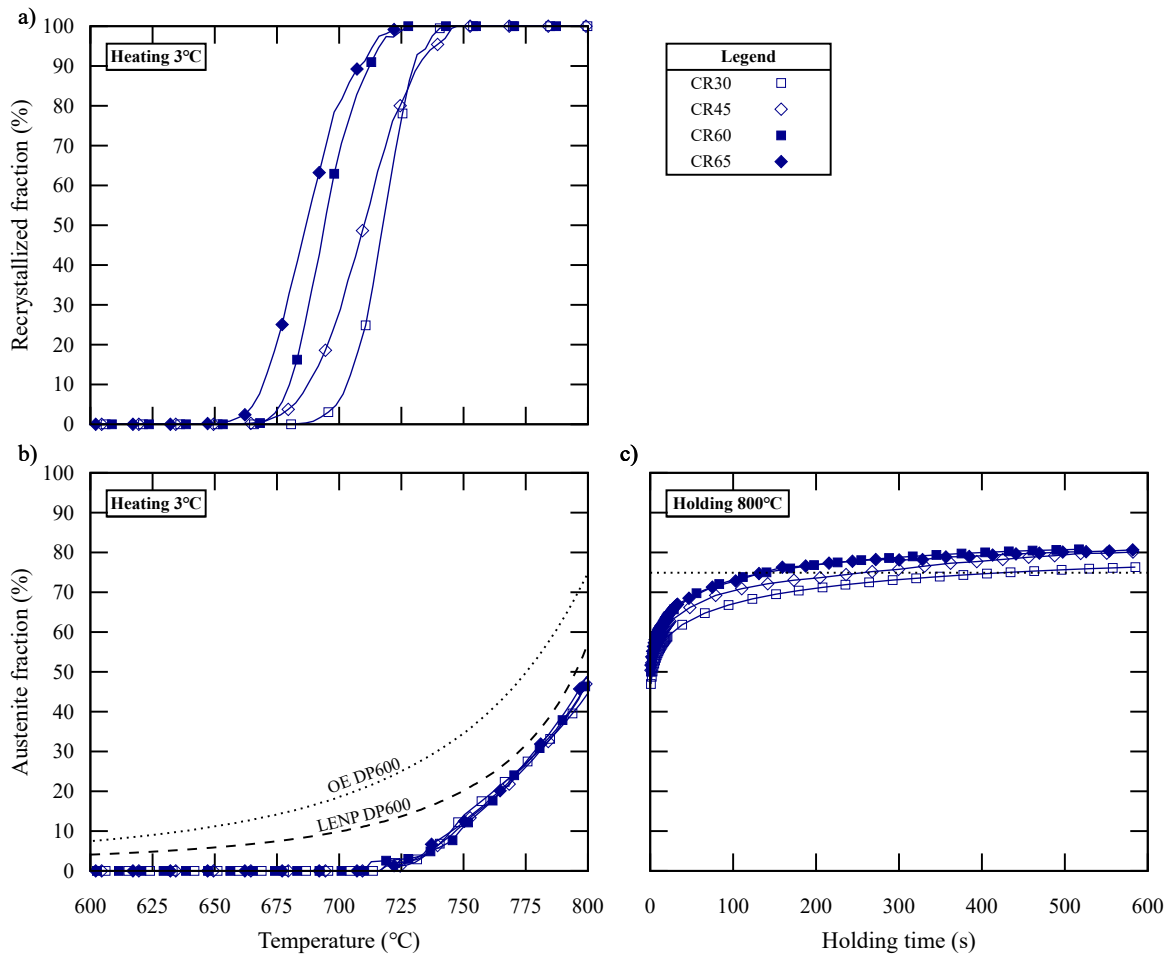 a)
100
90
80
70
60
50
40
30
20
10
0
Recrystallized fraction (%)
Heating 3°C
Legend
CR30
CR45
CR60
CR65
b)
100
90
80
70
60
50
40
30
20
10
0
Austenite fraction (%)
Heating 3°C
OE DP600
LENP DP600
600 625 650 675 700 725 750 775 800
Temperature (°C)
c)
Holding 800°C
0 100 200 300 400 500 600
Holding time (s)